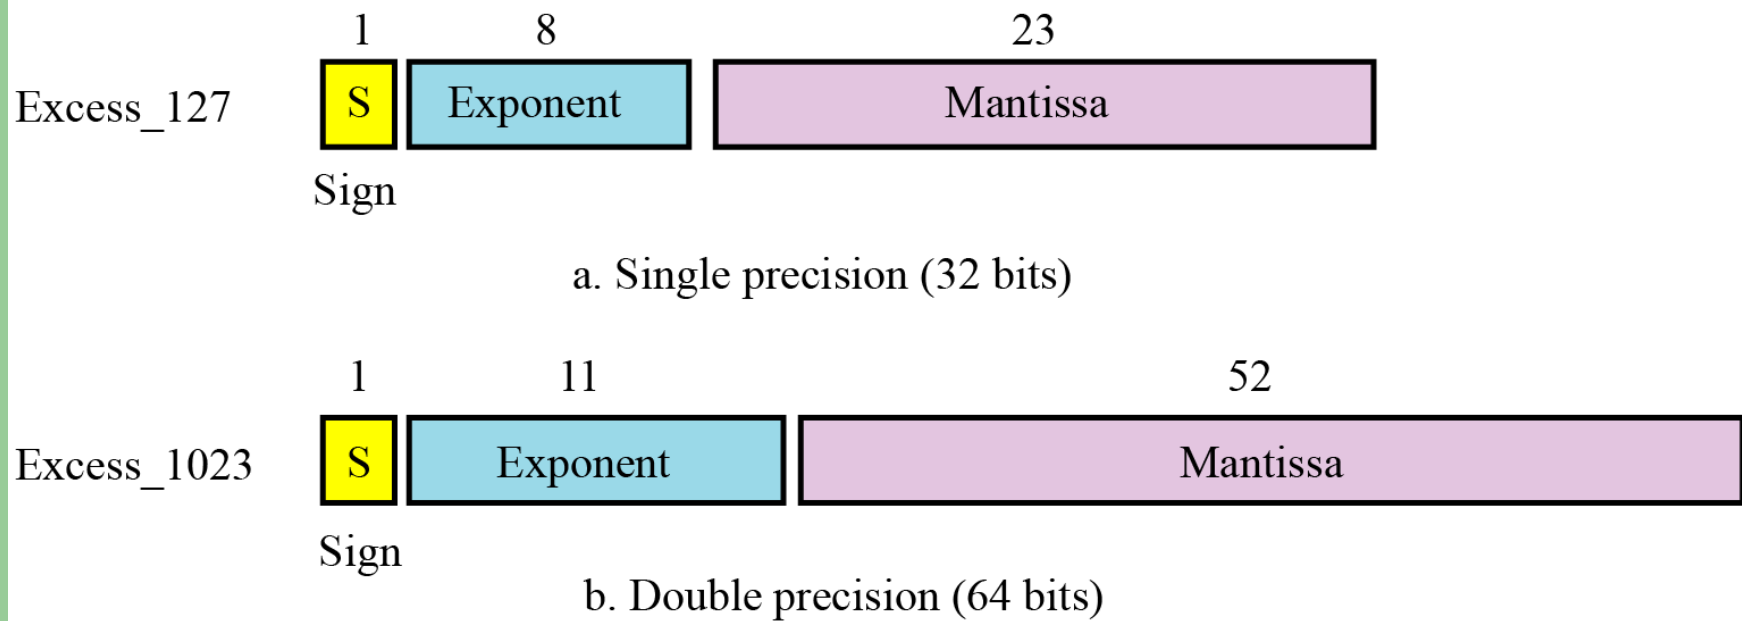 1 8 23
Excess_127 S Exponent Mantissa
Sign
a. Single precision (32 bits)
1 11 52
Excess_1023 S Exponent Mantissa
Sign
b. Double precision (64 bits)